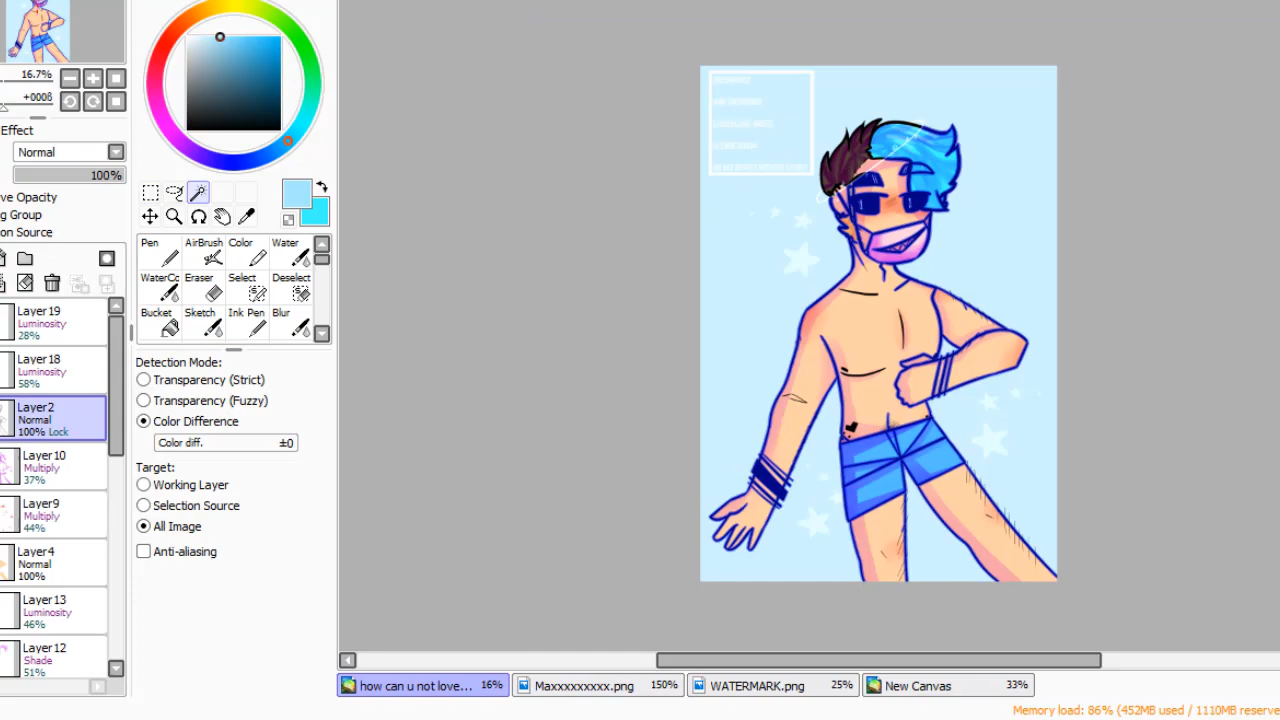 16.7%
+0008
Effect
Normal
100%
ve Opacity
ng Group
on Source
Layer19
Luminosity
28%
Layer18
Luminosity
58%
Layer2
Normal
100% Lock
Layer10
Multiply
37%
Layer9
Multiply
44%
Layer4
Normal
100%
Layer13
Luminosity
46%
Layer12
Shade
51%
Pen AirBrush Color Water
WaterCo Eraser Select Deselect
Bucket Sketch Ink Pen Blur
Detection Mode:
Transparency (Strict)
Transparency (Fuzzy)
Color Difference
Color diff. ±0
Target:
Working Layer
Selection Source
All Image
Anti-aliasing
how can u not love... 16% Maxxxxxxxxx.png 150% WATERMARK.png 25% New Canvas 33%
Memory load: 86% (452MB used / 1110MB reserve